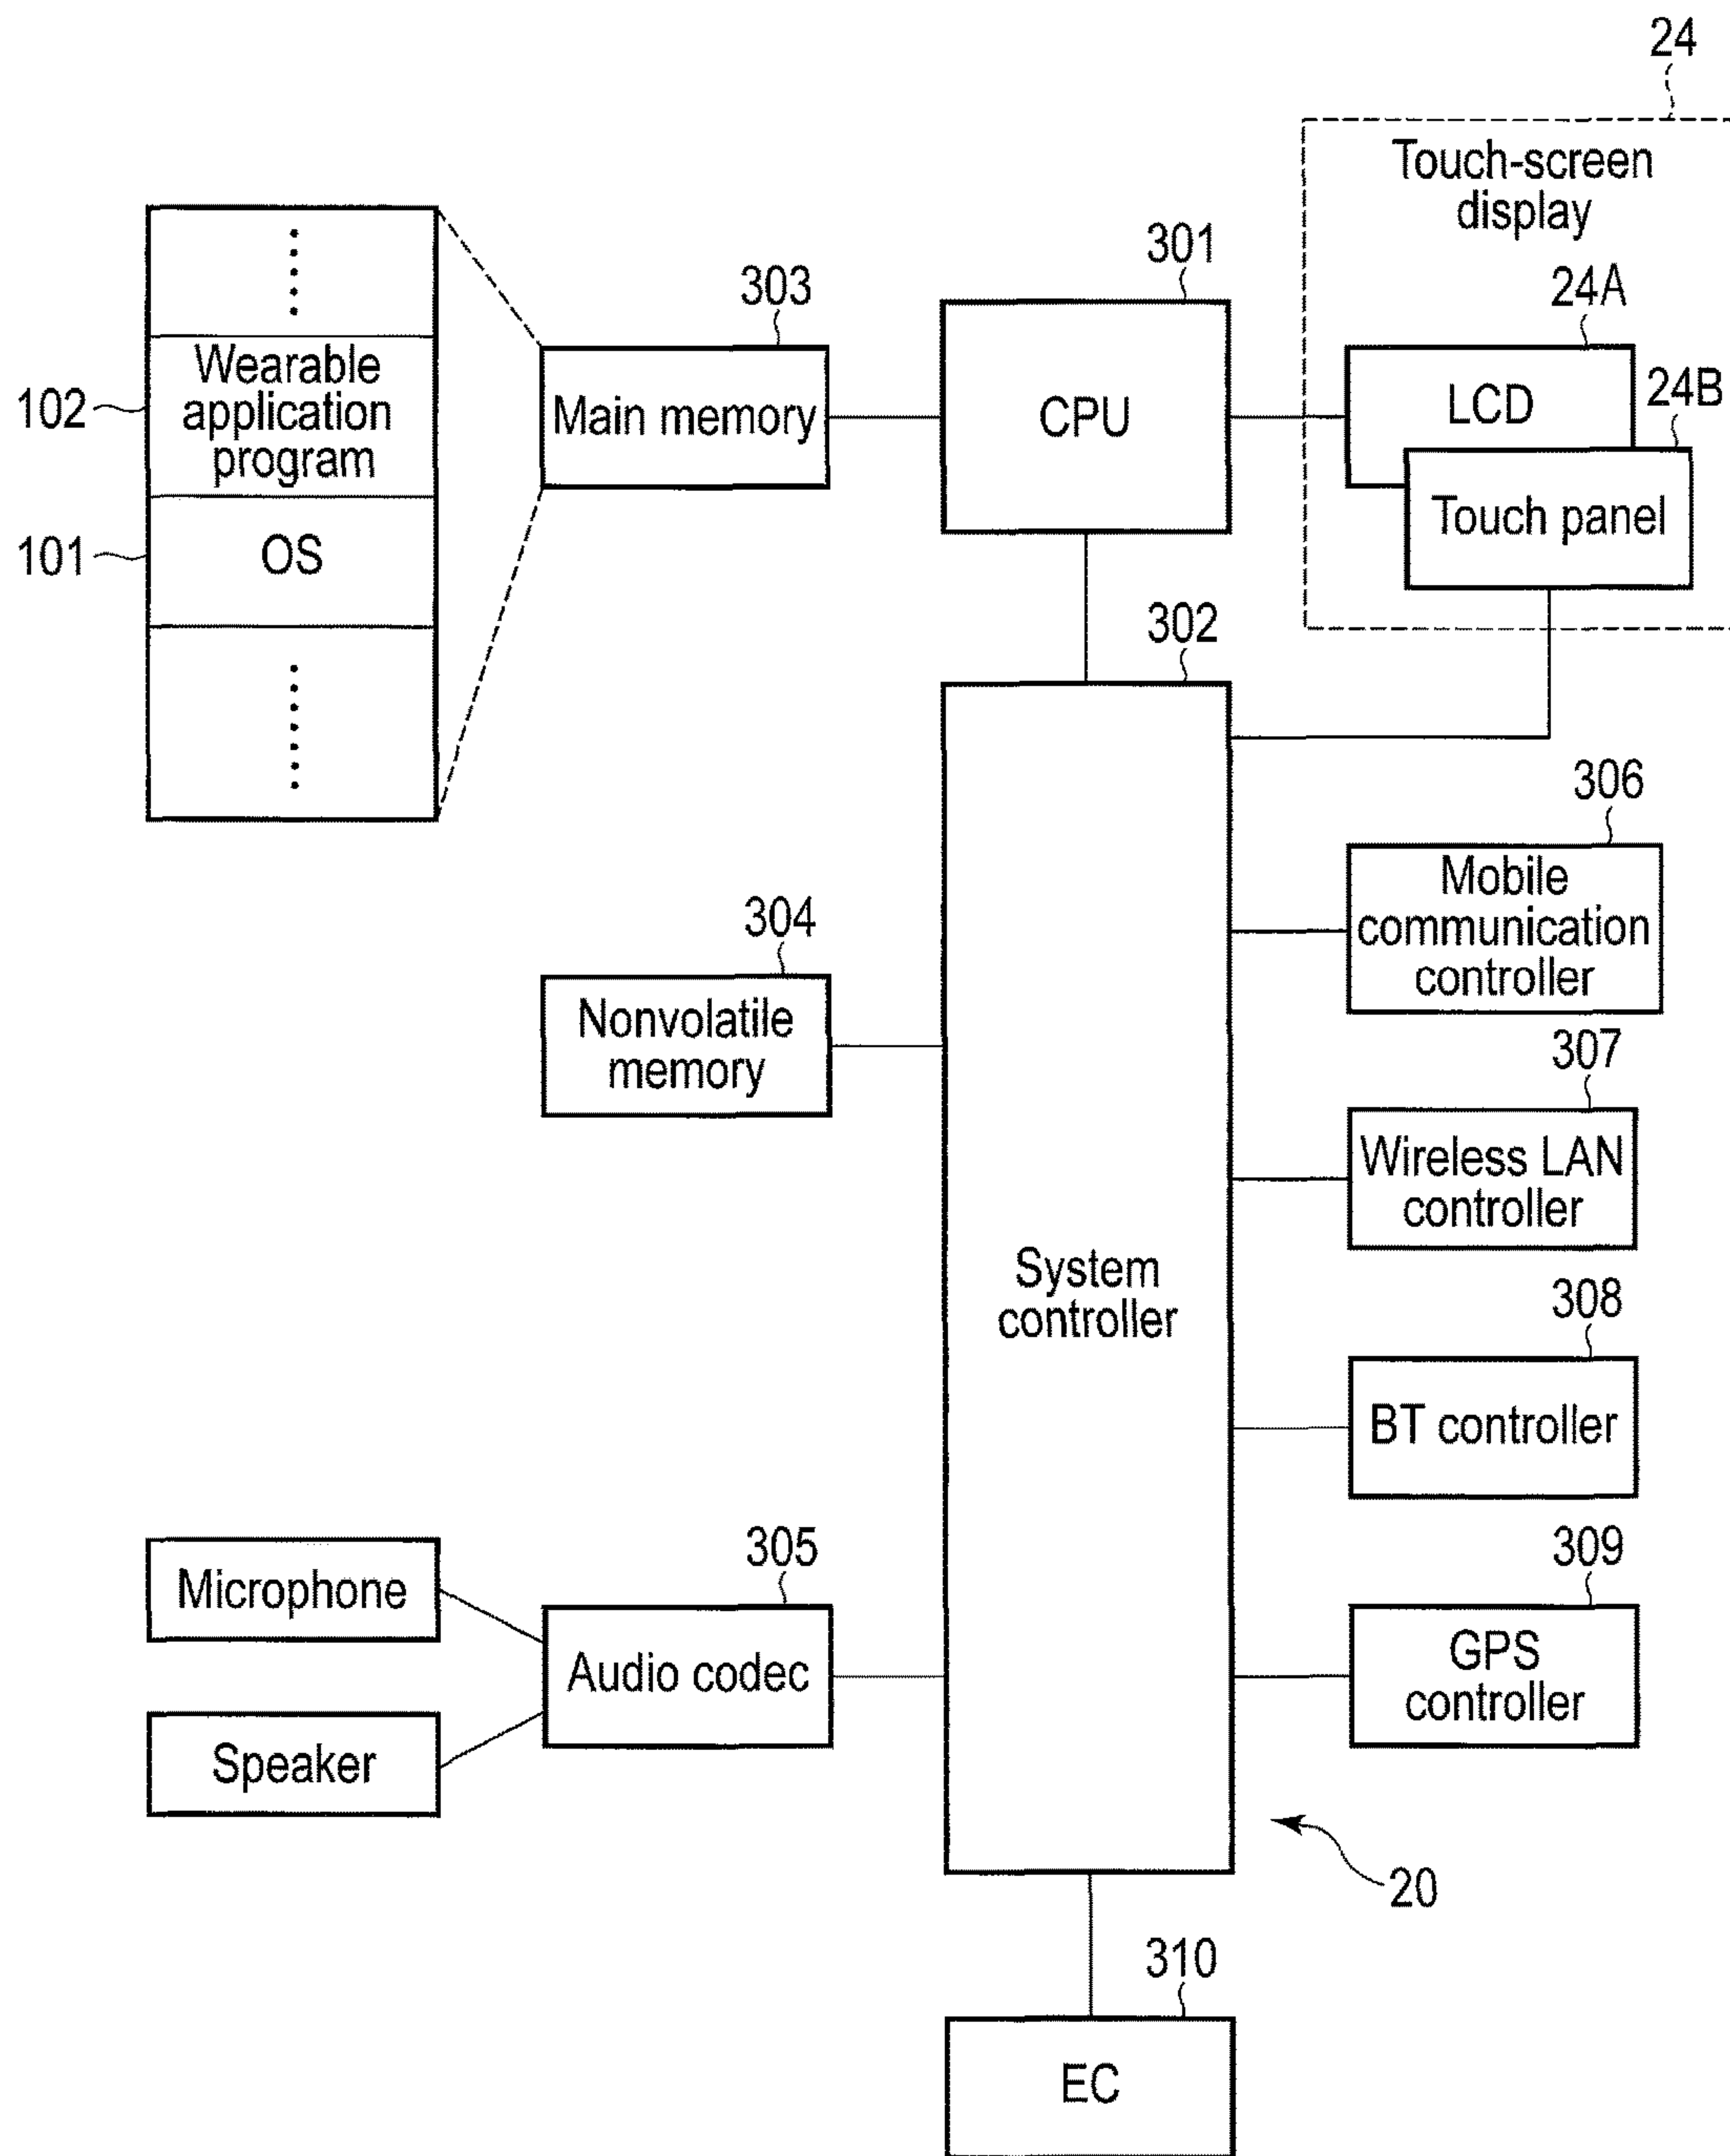 24
Touch-screen
display
301
303
24A
Wearable
application
program
102
Main memory
CPU
LCD
24B
Touch panel
101
OS
302
306
Mobile
communication
controller
304
Nonvolatile
memory
307
Wireless LAN
controller
System
controller
308
BT controller
305
309
Microphone
Audio codec
GPS
controller
Speaker
20
310
EC